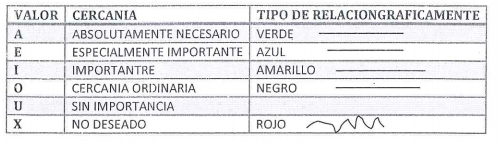 VALOR CERCANIA TIPO DE RELACIONGRAFICAMENTE
A ABSOLUTAMENTE NECESARIO VERDE
E ESPECIALMENTE IMPORTANTE AZUL
I IMPORTANTRE AMARILLO
O CERCANIA ORDINARIA NEGRO
U SIN IMPORTANCIA
X NO DESEADO ROJO